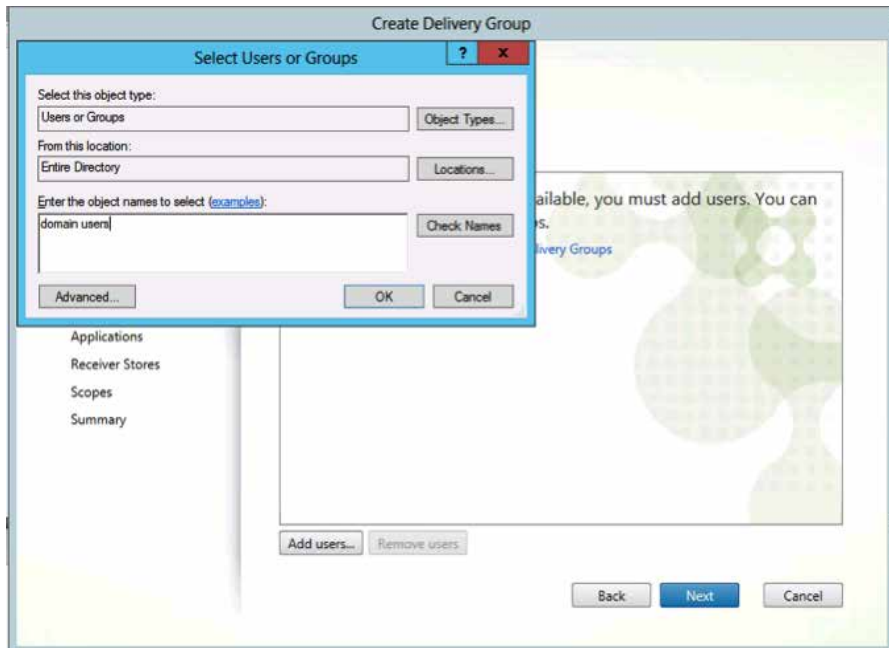 Create Delivery Group
Select Users or Groups
?
x
Select this object type:
Users or Groups
Object Types...
From this location:
Entire Directory
Locations...
Enter the object names to select (examples):
domain users
Check Names
Advanced...
OK
Cancel
ailable, you must add users. You can
s.
livery Groups
Applications
Receiver Stores
Scopes
Summary
Add users...
Remove users
Back
Next
Cancel